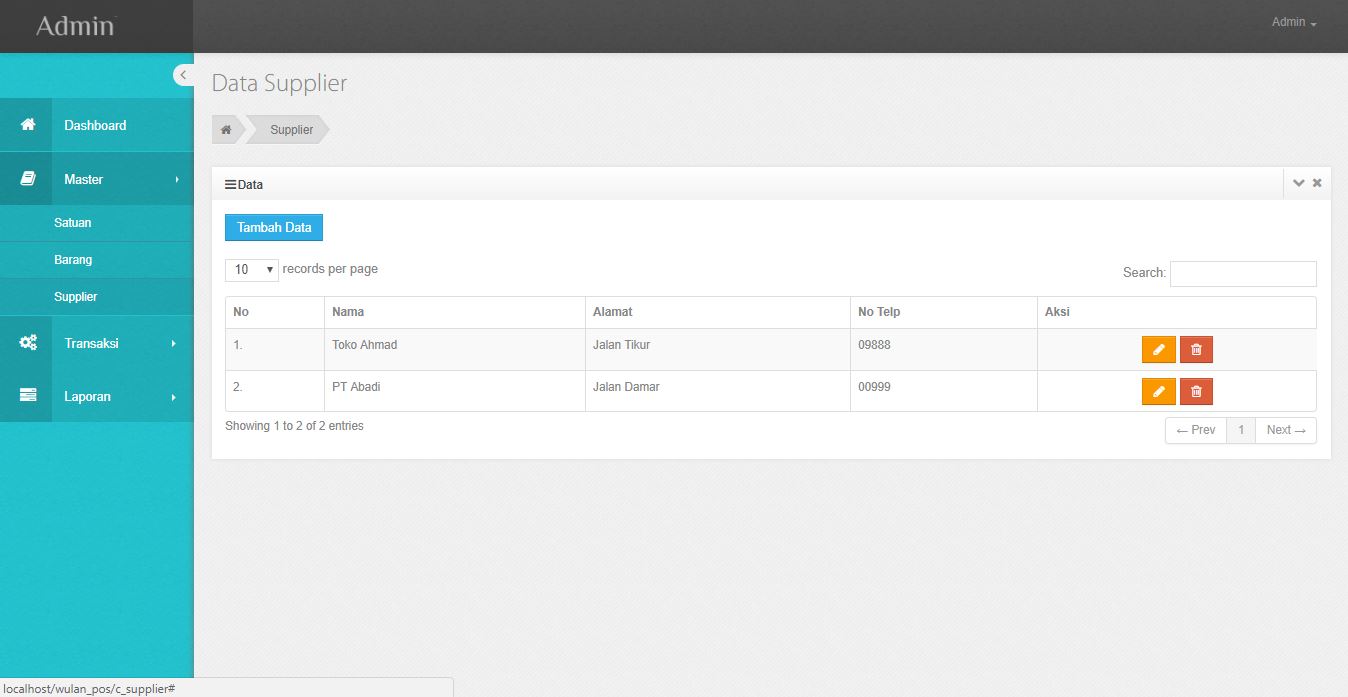 Admin
Admin
Data Supplier
Supplier
Dashboard
Master
Satuan
Barang
Supplier
Transaksi
Laporan
Data
Tambah Data
10 records per page
Search:
No Nama Alamat No Telp Aksi
1. Toko Ahmad Jalan Tikur 09888
2. PT Abadi Jalan Damar 00999
Showing 1 to 2 of 2 entries
← Prev 1 Next →
localhost/wulan_pos/c_supplier#